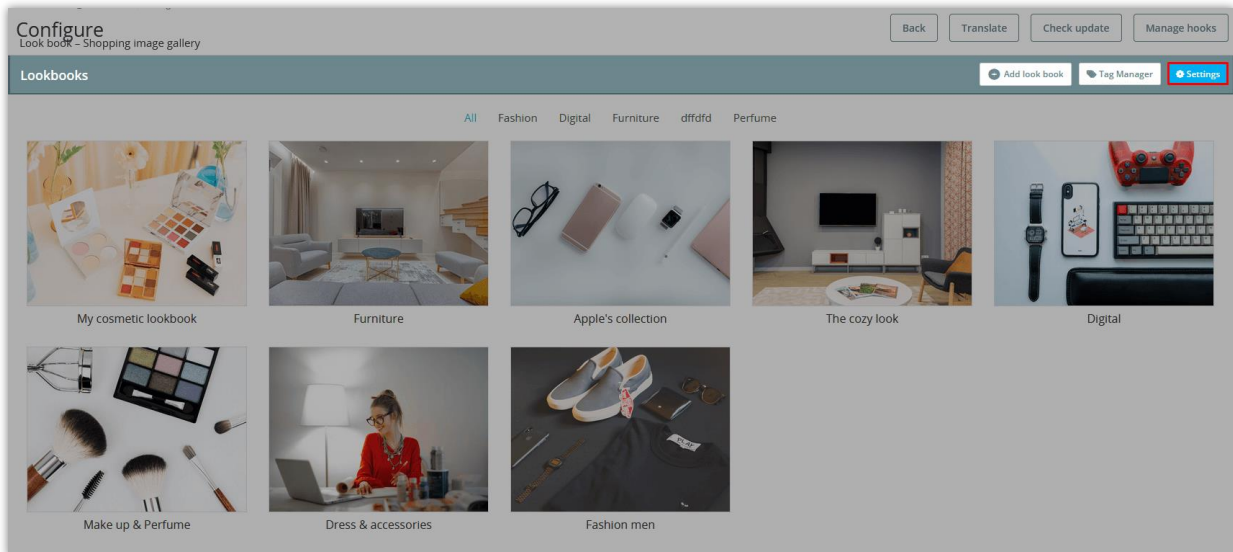 Configure
Look book – Shopping image gallery
Back
Translate
Check update
Manage hooks
Lookbooks
Add look book
Tag Manager
Settings
All
Fashion
Digital
Furniture
dffdfd
Perfume
My cosmetic lookbook
Furniture
Apple's collection
The cozy look
Digital
Make up & Perfume
Dress & accessories
Fashion men